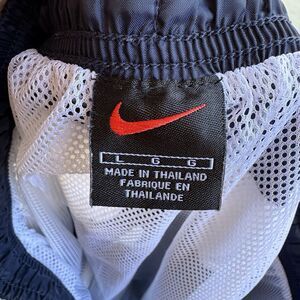 L G G
MADE IN THAILAND
FABRIQUE EN
THAILANDE